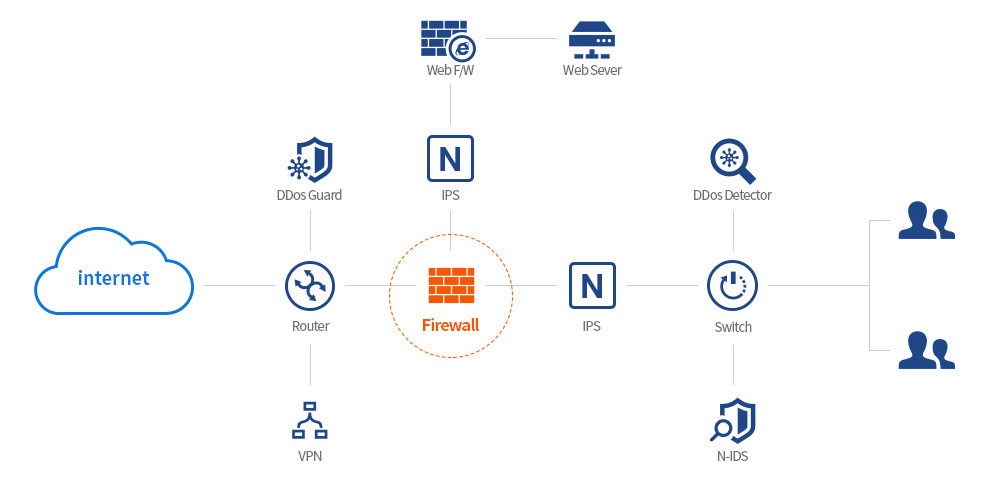 Web F/W
Web Sever
N
DDos Guard
IPS
DDos Detector
internet
N
Router
Firewall
IPS
Switch
VPN
N-IDS